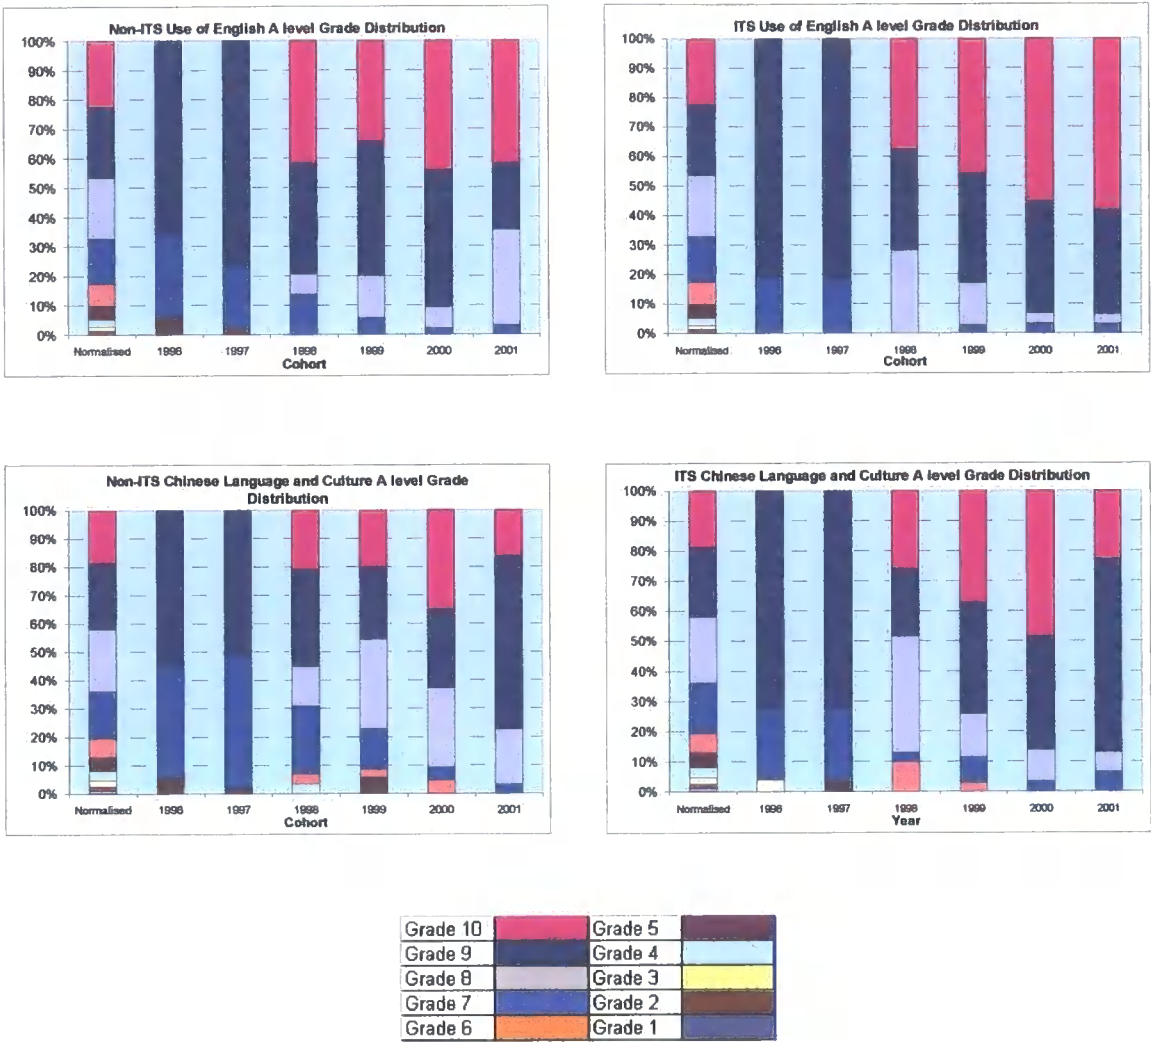 Non-ITS Use of English A level Grade Distribution
100%
90%
80%
70%
60%
50%
40%
30%
20%
10%
0%
Normalised 1996 1997 1998 1999 2000 2001
Cohort
ITS Use of English A level Grade Distribution
100%
90%
80%
70%
60%
50%
40%
30%
20%
10%
0%
Normalised 1996 1997 1998 1999 2000 2001
Cohort
Non-ITS Chinese Language and Culture A level Grade
Distribution
100%
90%
80%
70%
60%
50%
40%
30%
20%
10%
0%
Normalised 1996 1997 1998 1999 2000 2001
Cohort
ITS Chinese Language and Culture A level Grade Distribution
100%
90%
80%
70%
60%
50%
40%
30%
20%
10%
0%
Normalised 1996 1997 1998 1999 2000 2001
Year
Grade 10 Grade 5
Grade 9 Grade 4
Grade 8 Grade 3
Grade 7 Grade 2
Grade 6 Grade 1